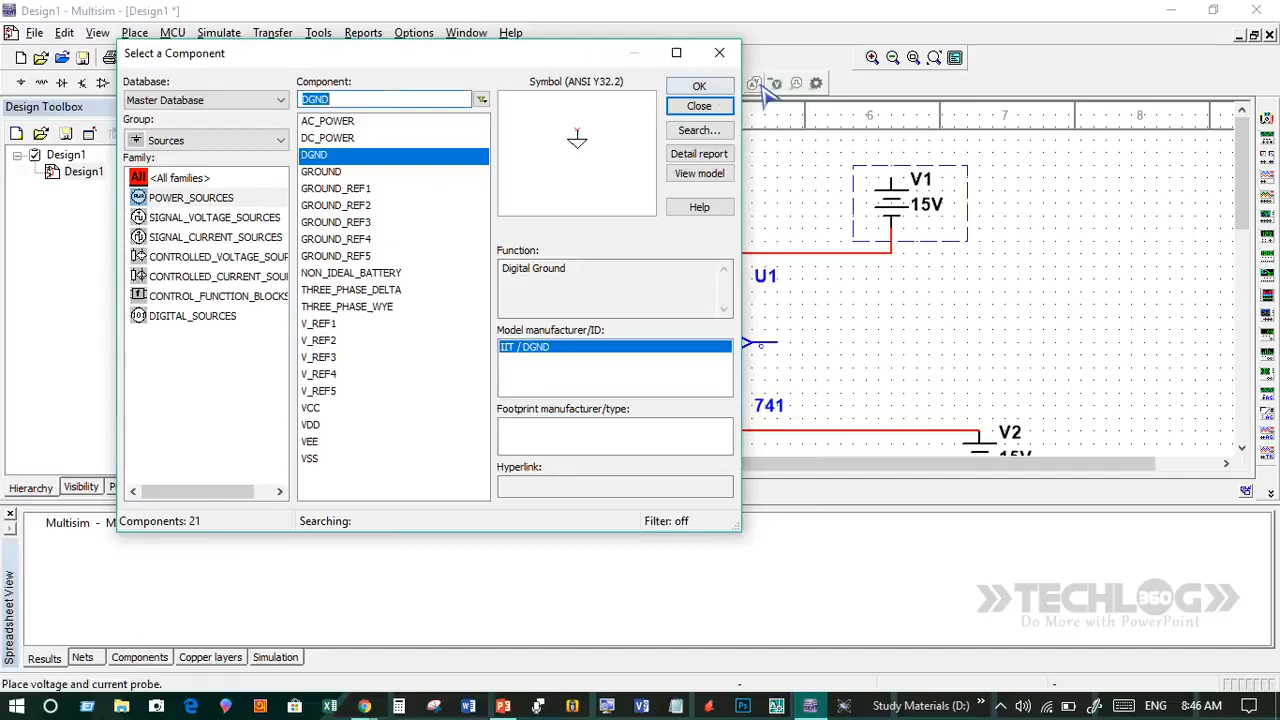 Design1 - Multisim - [Design1 *]
File Edit View Place MCU Simulate Transfer Tools Reports Options Window Help
Select a Component
Design Toolbox
Design1
Design1
Hierarchy Visibility P
Database:
Master Database
Group:
Sources
Family:
All <All families>
POWER_SOURCES
SIGNAL_VOLTAGE_SOURCES
SIGNAL_CURRENT_SOURCES
CONTROLLED_VOLTAGE_SOUR
CONTROLLED_CURRENT_SOU
CONTROL_FUNCTION_BLOCKS
DIGITAL_SOURCES
Component:
DGND
AC_POWER
DC_POWER
DGND
GROUND
GROUND_REF1
GROUND_REF2
GROUND_REF3
GROUND_REF4
GROUND_REF5
NON_IDEAL_BATTERY
THREE_PHASE_DELTA
THREE_PHASE_WYE
V_REF1
V_REF2
V_REF3
V_REF4
V_REF5
VCC
VDD
VEE
VSS
Symbol (ANSI Y32.2)
Function:
Digital Ground
Model manufacturer/ID:
IIT / DGND
Footprint manufacturer/type:
Hyperlink:
OK
Close
Search...
Detail report
View model
Help
Components: 21 Searching: Filter: off
6 7 8
V1
15V
U1
741
V2
15V
Multisim - M
Spreadsheet View
TECHLOG360
Do More with PowerPoint
Results Nets Components Copper layers Simulation
Place voltage and current probe. - - -
Study Materials (D:) ENG 3:46 AM